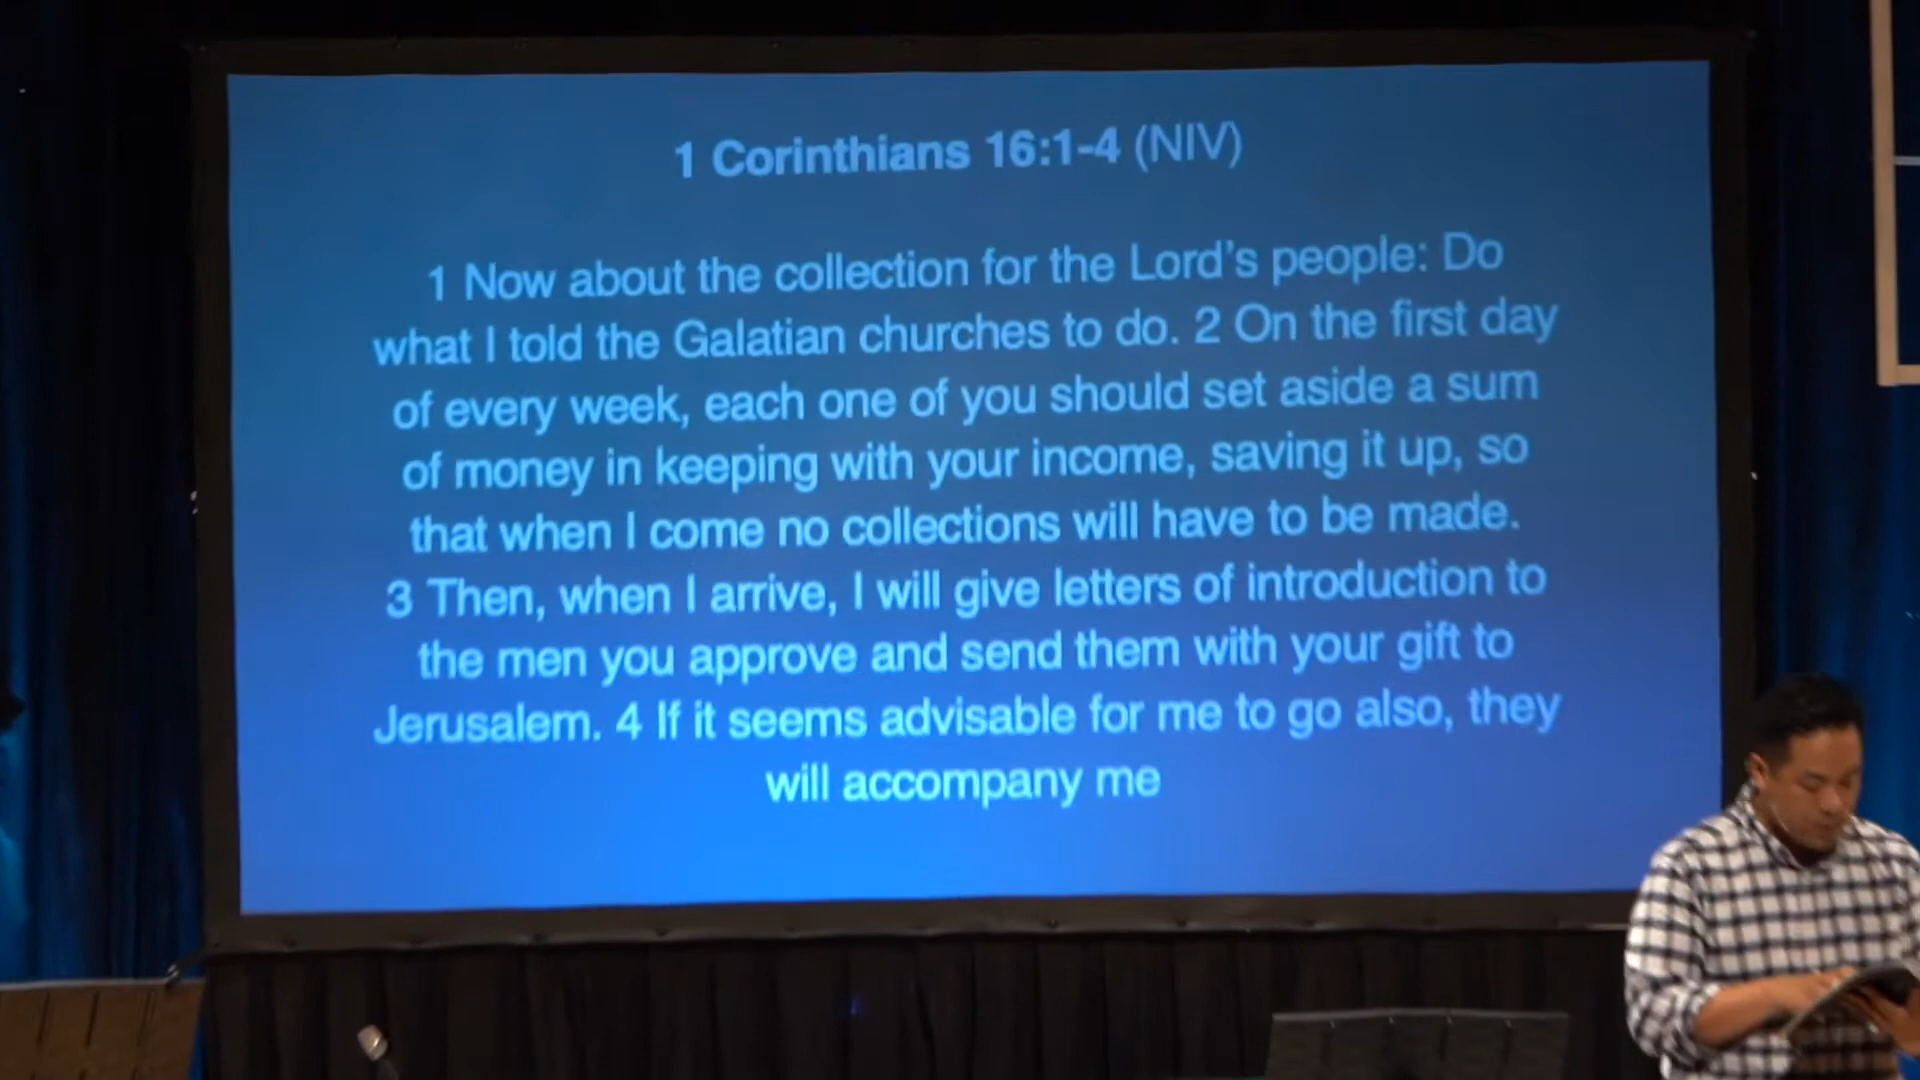 1 Corinthians 16:1-4 (NIV)
1 Now about the collection for the Lord's people: Do
what I told the Galatian churches to do. 2 On the first day
of every week, each one of you should set aside a sum
of money in keeping with your income, saving it up, so
that when I come no collections will have to be made.
3 Then, when I arrive, I will give letters of introduction to
the men you approve and send them with your gift to
Jerusalem. 4 If it seems advisable for me to go also, they
will accompany me